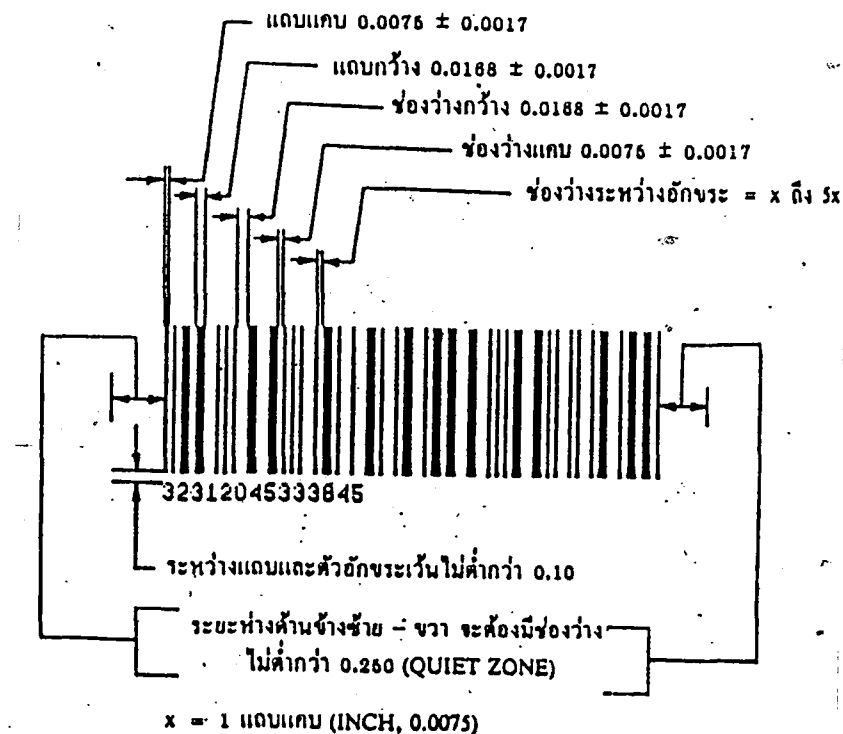 แถบแคบ 0.0075 ± 0.0017
แถบกว้าง 0.0168 ± 0.0017
ช่องว่างกว้าง 0.0168 ± 0.0017
ช่องว่างแคบ 0.0075 ± 0.0017
ช่องว่างระหว่างอักขระ = x ถึง 5x
32312045333845
ระหว่างแถบและตัวอักขระเว้นไม่ต่ำกว่า 0.10
ระยะห่างด้านข้างซ้าย - ขวา จะต้องมีช่องว่าง
ไม่ต่ำกว่า 0.250 (QUIET ZONE)
x = 1 แถบแคบ (INCH, 0.0075)